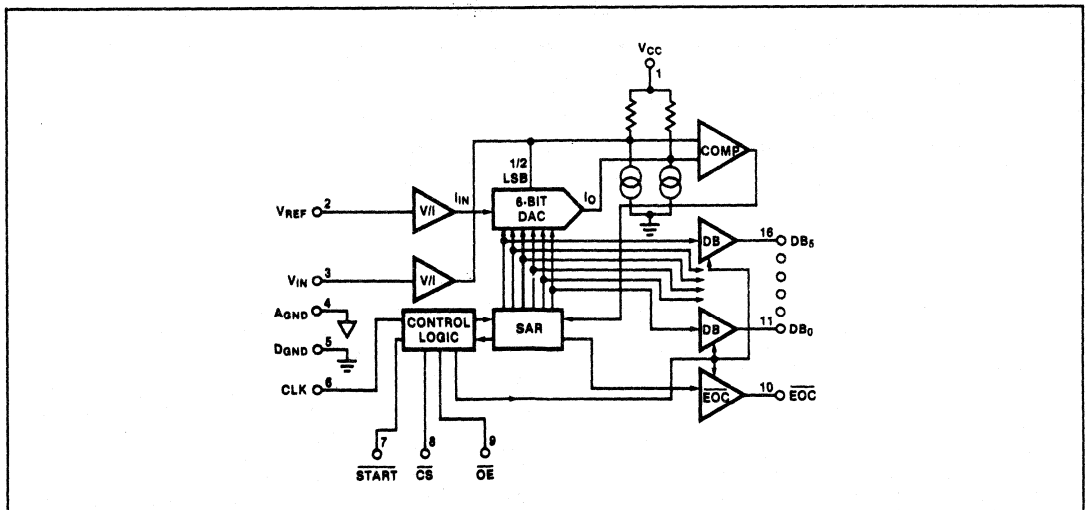 VCC
1
COMP
1/2
LSB
VREF 2
V/I
IIN
6-BIT
DAC
IO
DB
16
DB5
VIN 3
V/I
AGND 4
DGND 5
CLK 6
CONTROL
LOGIC
SAR
DB
11
DB0
EOC
10
EOC
7
START
8
CS
9
OE